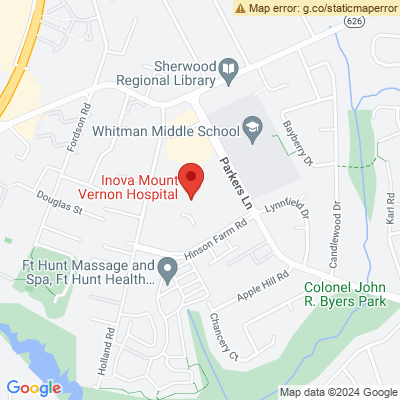 Map error: g.co/staticmaperror
626
Sherwood
Regional Library
Fordson Rd
Whitman Middle School
Bayberry Dr
Parkers Ln
Inova Mount
Vernon Hospital
Douglas St
Lynnfield Dr
Candlewood Dr
Karl Rd
Hinson Farm Rd
Ft Hunt Massage and
Spa, Ft Hunt Health...
Apple Hill Rd
Colonel John
R. Byers Park
Holland Rd
Chancery Ct
Google
Map data ©2024 Google